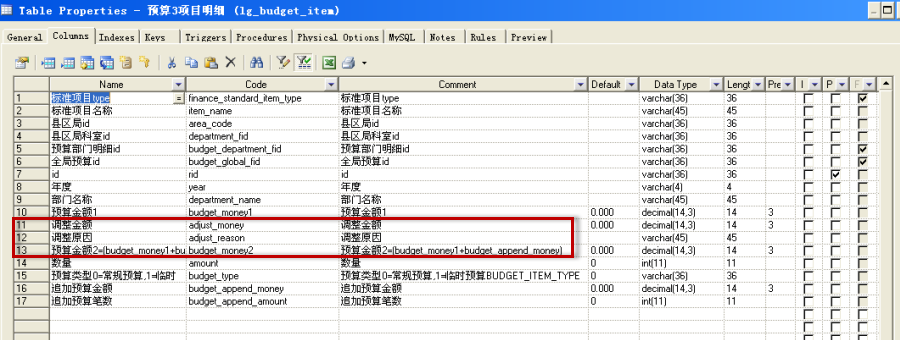 Table Properties - 预算3项目明细 (lg_budget_item)
General Columns Indexes Keys Triggers Procedures Physical Options MySQL Notes Rules Preview
Name Code Comment Default Data Type Lengt Pre I P F
1 标准项目type = finance_standard_item_type 标准项目type varchar(36) 36
2 标准项目名称 item_name 标准项目名称 varchar(45) 45
3 县区局id area_code 县区局id varchar(36) 36
4 县区局科室id department_fid 县区局科室id varchar(36) 36
5 预算部门明细id budget_department_fid 预算部门明细id varchar(36) 36
6 全局预算id budget_global_fid 全局预算id varchar(36) 36
7 id rid id varchar(36) 36
8 年度 year 年度 varchar(4) 4
9 部门名称 department_name 部门名称 varchar(45) 45
10 预算金额1 budget_money1 预算金额1 0.000 decimal(14,3) 14 3
11 调整金额 adjust_money 调整金额 0.000 decimal(14,3) 14 3
12 调整原因 adjust_reason 调整原因 varchar(45) 45
13 预算金额2=(budget_money1+bu budget_money2 预算金额2=(budget_money1+budget_append_money) 0.000 decimal(14,3) 14 3
14 数量 amount 数量 0 int(11) 11
15 预算类型0=常规预算,1=临时 budget_type 预算类型0=常规预算,1=临时预算BUDGET_ITEM_TYPE 0 varchar(36) 36
16 追加预算金额 budget_append_money 追加预算金额 0.000 decimal(14,3) 14 3
17 追加预算笔数 budget_append_amount 追加预算笔数 0 int(11) 11